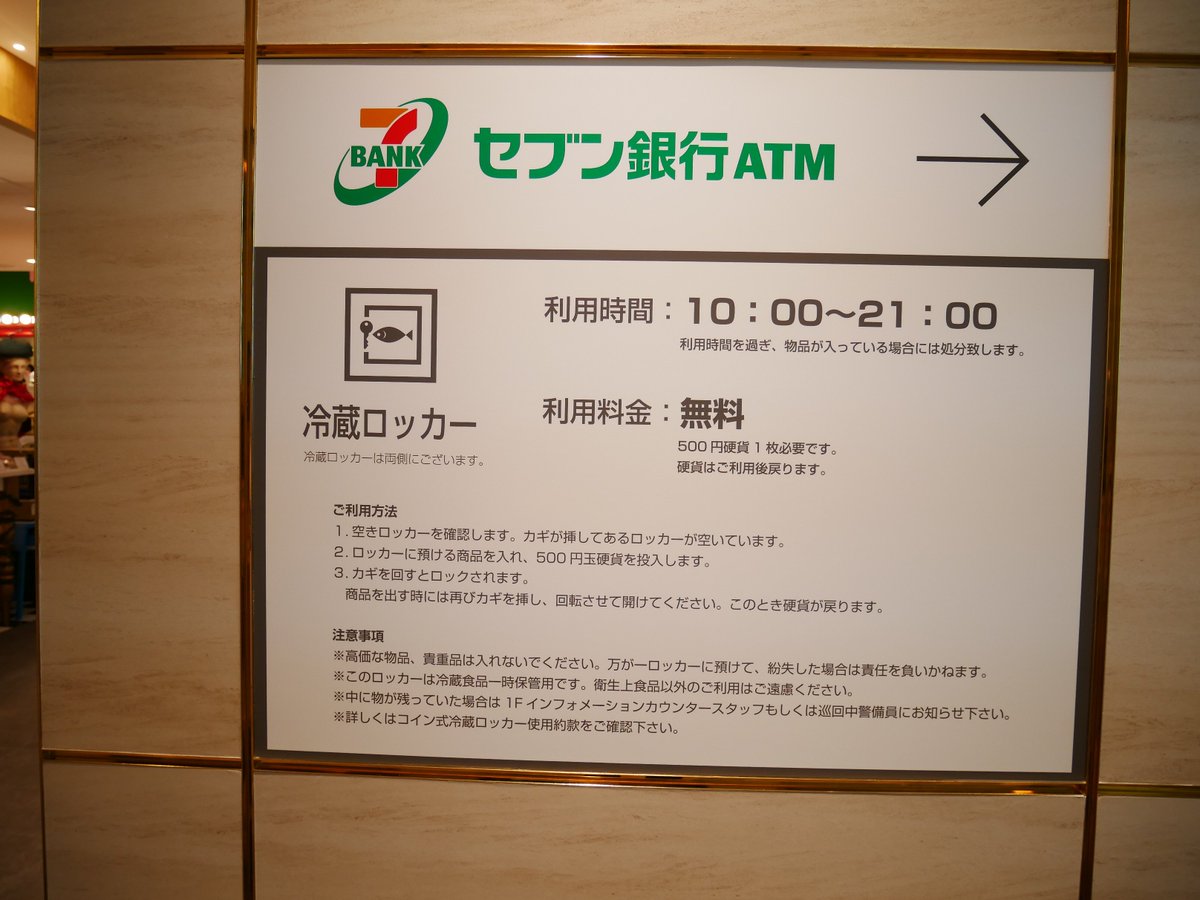 7 BANK
セブン銀行 ATM
利用時間：10：00〜21：00
利用時間を過ぎ、物品が入っている場合には処分致します。
冷蔵ロッカー
冷蔵ロッカーは両側にございます。
利用料金：無料
500円硬貨1枚必要です。
硬貨はご利用後戻ります。
ご利用方法
1. 空きロッカーを確認します。カギが挿してあるロッカーが空いています。
2. ロッカーに預ける商品を入れ、500円玉硬貨を投入します。
3. カギを回すとロックされます。
商品を出す時には再びカギを挿し、回転させて開けてください。このとき硬貨が戻ります。
注意事項
※高価な物品、貴重品は入れないでください。万が一ロッカーに預けて、紛失した場合は責任を負いかねます。
※このロッカーは冷蔵食品一時保管用です。衛生上食品以外のご利用はご遠慮ください。
※中に物が残っていた場合は1Fインフォメーションカウンタースタッフもしくは巡回中警備員にお知らせ下さい。
※詳しくはコイン式冷蔵ロッカー使用約款をご確認下さい。